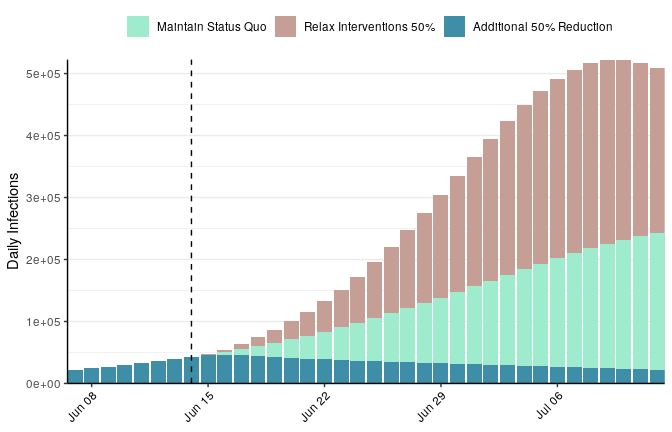 Maintain Status Quo Relax Interventions 50% Additional 50% Reduction
Daily Infections
5e+05
4e+05
3e+05
2e+05
1e+05
0e+00
Jun 08 Jun 15 Jun 22 Jun 29 Jul 06